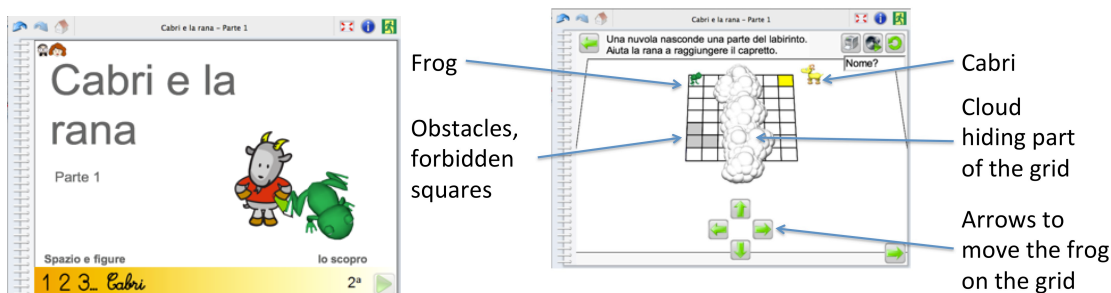 Cabri e la rana – Parte 1
Cabri e la
rana
Parte 1
Spazio e figure
Io scopro
1 2 3... Cabri
2ª
Frog
Obstacles,
forbidden
squares
Cabri e la rana – Parte 1
Una nuvola nasconde una parte del labirinto.
Aiuta la rana a raggiungere il capretto.
Nome?
Cabri
Cloud
hiding part
of the grid
Arrows to
move the frog
on the grid